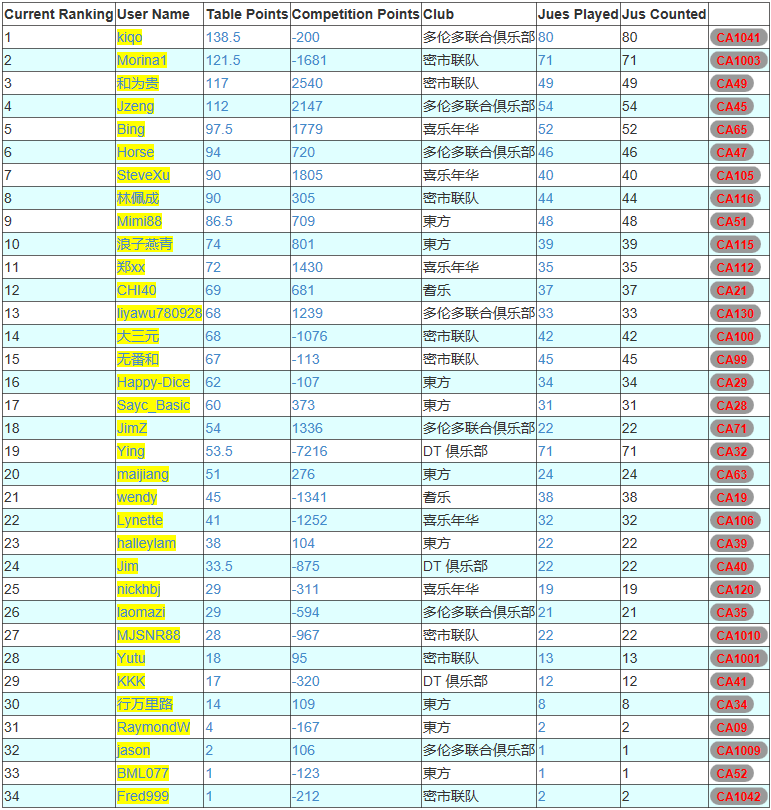 Current Ranking User Name Table Points Competition Points Club Jues Played Jus Counted
1 kiqo 138.5 -200 多伦多联合俱乐部 80 80 CA1041
2 Morina1 121.5 -1681 密市联队 71 71 CA1003
3 和为贵 117 2540 密市联队 49 49 CA49
4 Jzeng 112 2147 多伦多联合俱乐部 54 54 CA45
5 Bing 97.5 1779 喜乐年华 52 52 CA65
6 Horse 94 720 多伦多联合俱乐部 46 46 CA47
7 SteveXu 90 1805 喜乐年华 40 40 CA105
8 林佩成 90 305 密市联队 44 44 CA116
9 Mimi88 86.5 709 東方 48 48 CA51
10 浪子燕青 74 801 東方 39 39 CA115
11 郑xx 72 1430 喜乐年华 35 35 CA112
12 CHI40 69 681 耆乐 37 37 CA21
13 liyawu780928 68 1239 多伦多联合俱乐部 33 33 CA130
14 大三元 68 -1076 密市联队 42 42 CA100
15 无番和 67 -113 密市联队 45 45 CA99
16 Happy-Dice 62 -107 東方 34 34 CA29
17 Sayc_Basic 60 373 東方 31 31 CA28
18 JimZ 54 1336 多伦多联合俱乐部 22 22 CA71
19 Ying 53.5 -7216 DT 俱乐部 71 71 CA32
20 maijiang 51 276 東方 24 24 CA63
21 wendy 45 -1341 耆乐 38 38 CA19
22 Lynette 41 -1252 喜乐年华 32 32 CA106
23 halleylam 38 104 東方 22 22 CA39
24 Jim 33.5 -875 DT 俱乐部 22 22 CA40
25 nickhbj 29 -311 喜乐年华 19 19 CA120
26 laomazi 29 -594 多伦多联合俱乐部 21 21 CA35
27 MJSNR88 28 -967 密市联队 22 22 CA1010
28 Yutu 18 95 密市联队 13 13 CA1001
29 KKK 17 -320 DT 俱乐部 12 12 CA41
30 行万里路 14 109 東方 8 8 CA34
31 RaymondW 4 -167 東方 2 2 CA09
32 jason 2 106 多伦多联合俱乐部 1 1 CA1009
33 BML077 1 -123 東方 1 1 CA52
34 Fred999 1 -212 密市联队 2 2 CA1042